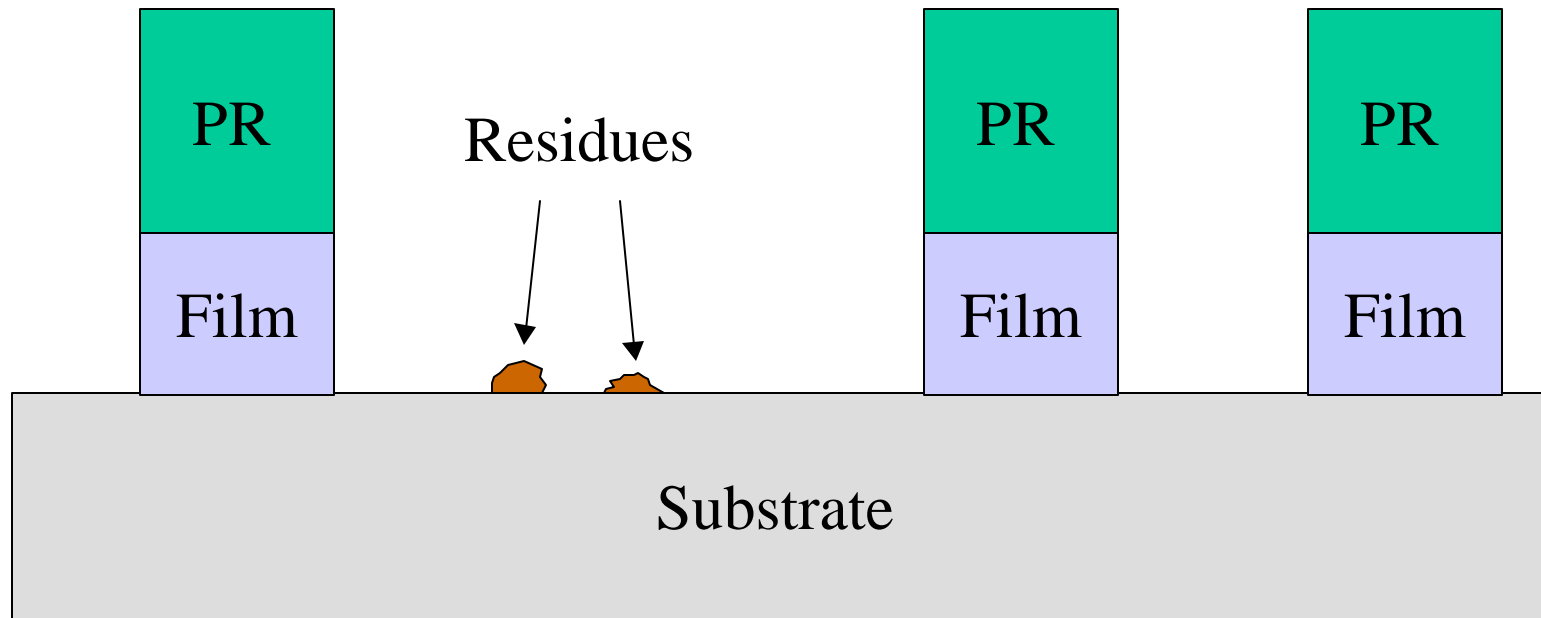 PR
Residues
PR
PR
Film
Film
Film
Substrate